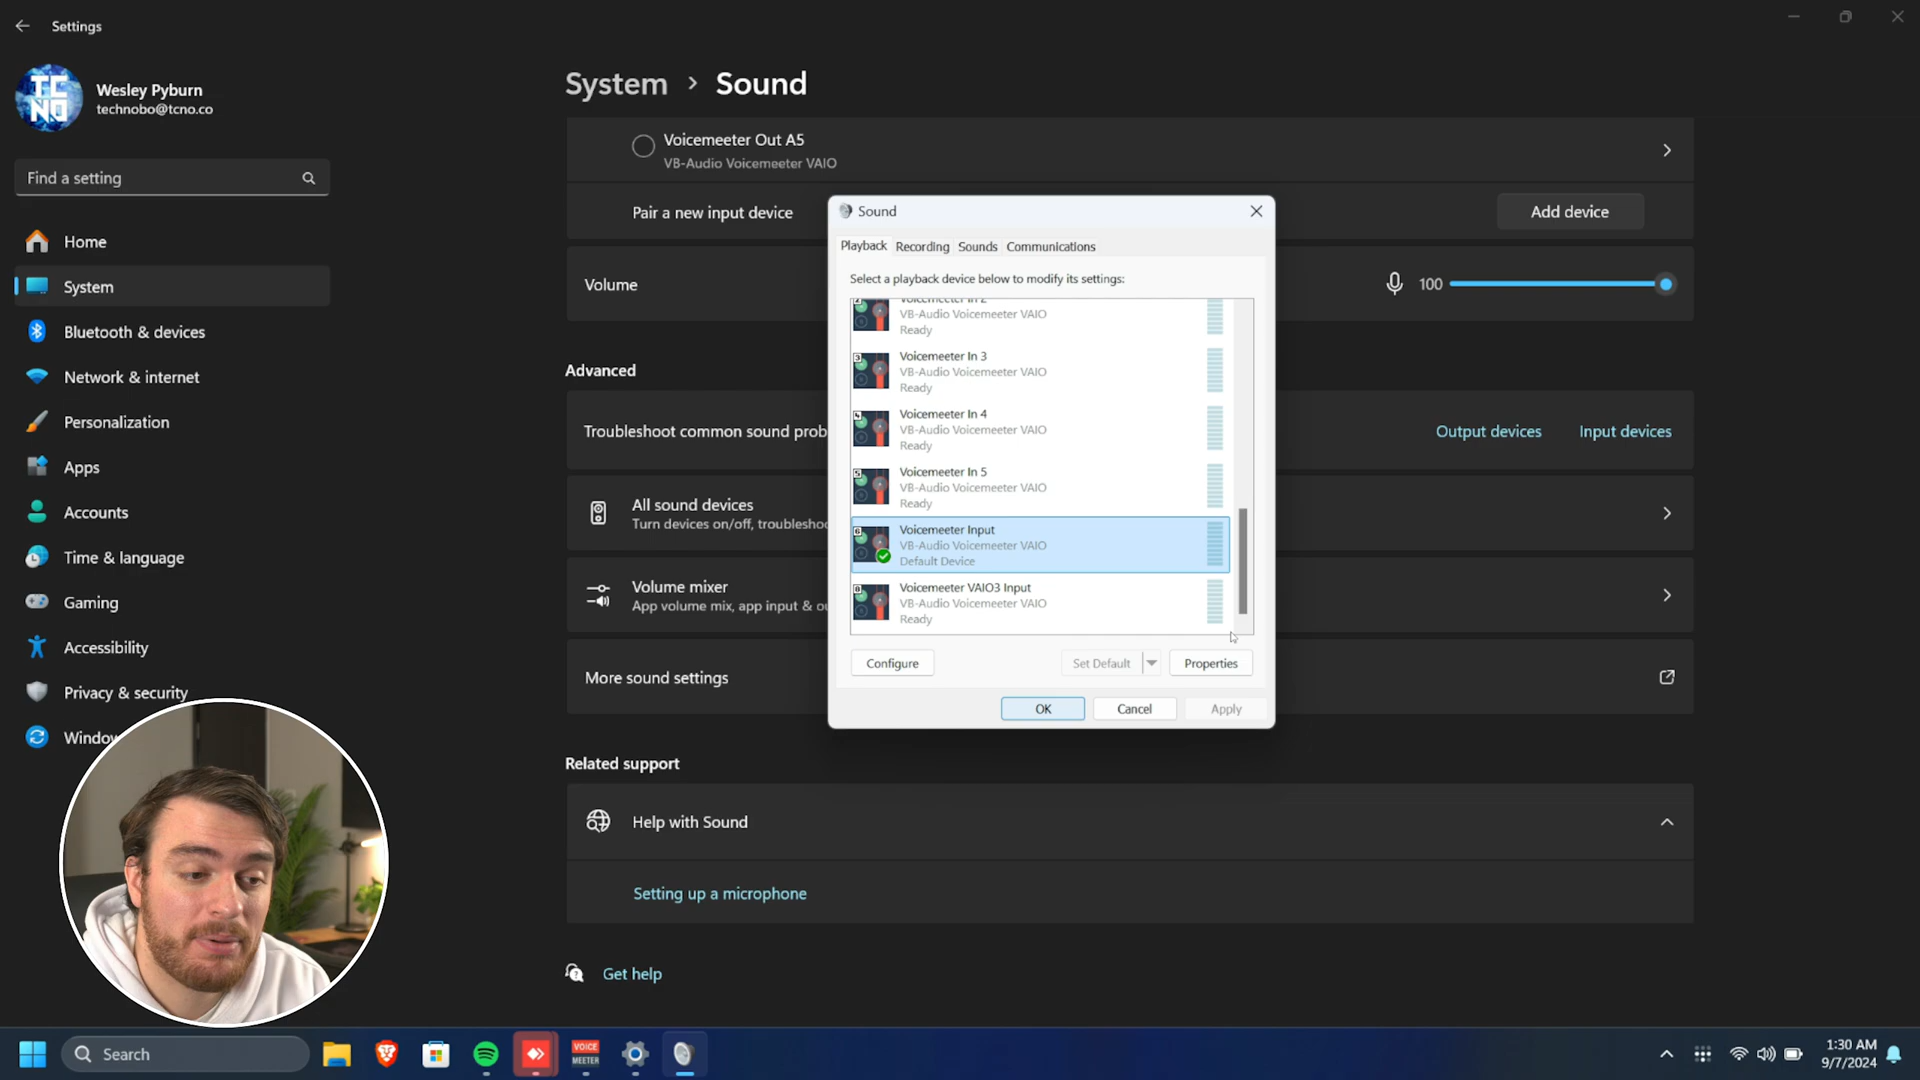 Settings
TC
NO
Wesley Pyburn
technobo@tcno.co
Find a setting
Home
System
Bluetooth & devices
Network & internet
Personalization
Apps
Accounts
Time & language
Gaming
Accessibility
Privacy & security
Window
System > Sound
Voicemeeter Out A5
VB-Audio Voicemeeter VAIO
Pair a new input device
Add device
Volume
100
Advanced
Troubleshoot common sound prob
Output devices
Input devices
All sound devices
Turn devices on/off, troublesho
Volume mixer
App volume mix, app input & ou
More sound settings
Related support
Help with Sound
Setting up a microphone
Get help
Sound
Playback Recording Sounds Communications
Select a playback device below to modify its settings:
Voicemeeter In 2
VB-Audio Voicemeeter VAIO
Ready
Voicemeeter In 3
VB-Audio Voicemeeter VAIO
Ready
Voicemeeter In 4
VB-Audio Voicemeeter VAIO
Ready
Voicemeeter In 5
VB-Audio Voicemeeter VAIO
Ready
Voicemeeter Input
VB-Audio Voicemeeter VAIO
Default Device
Voicemeeter VAIO3 Input
VB-Audio Voicemeeter VAIO
Ready
Configure
Set Default
Properties
OK
Cancel
Apply
Search
VOICE
MEETER
1:30 AM
9/7/2024